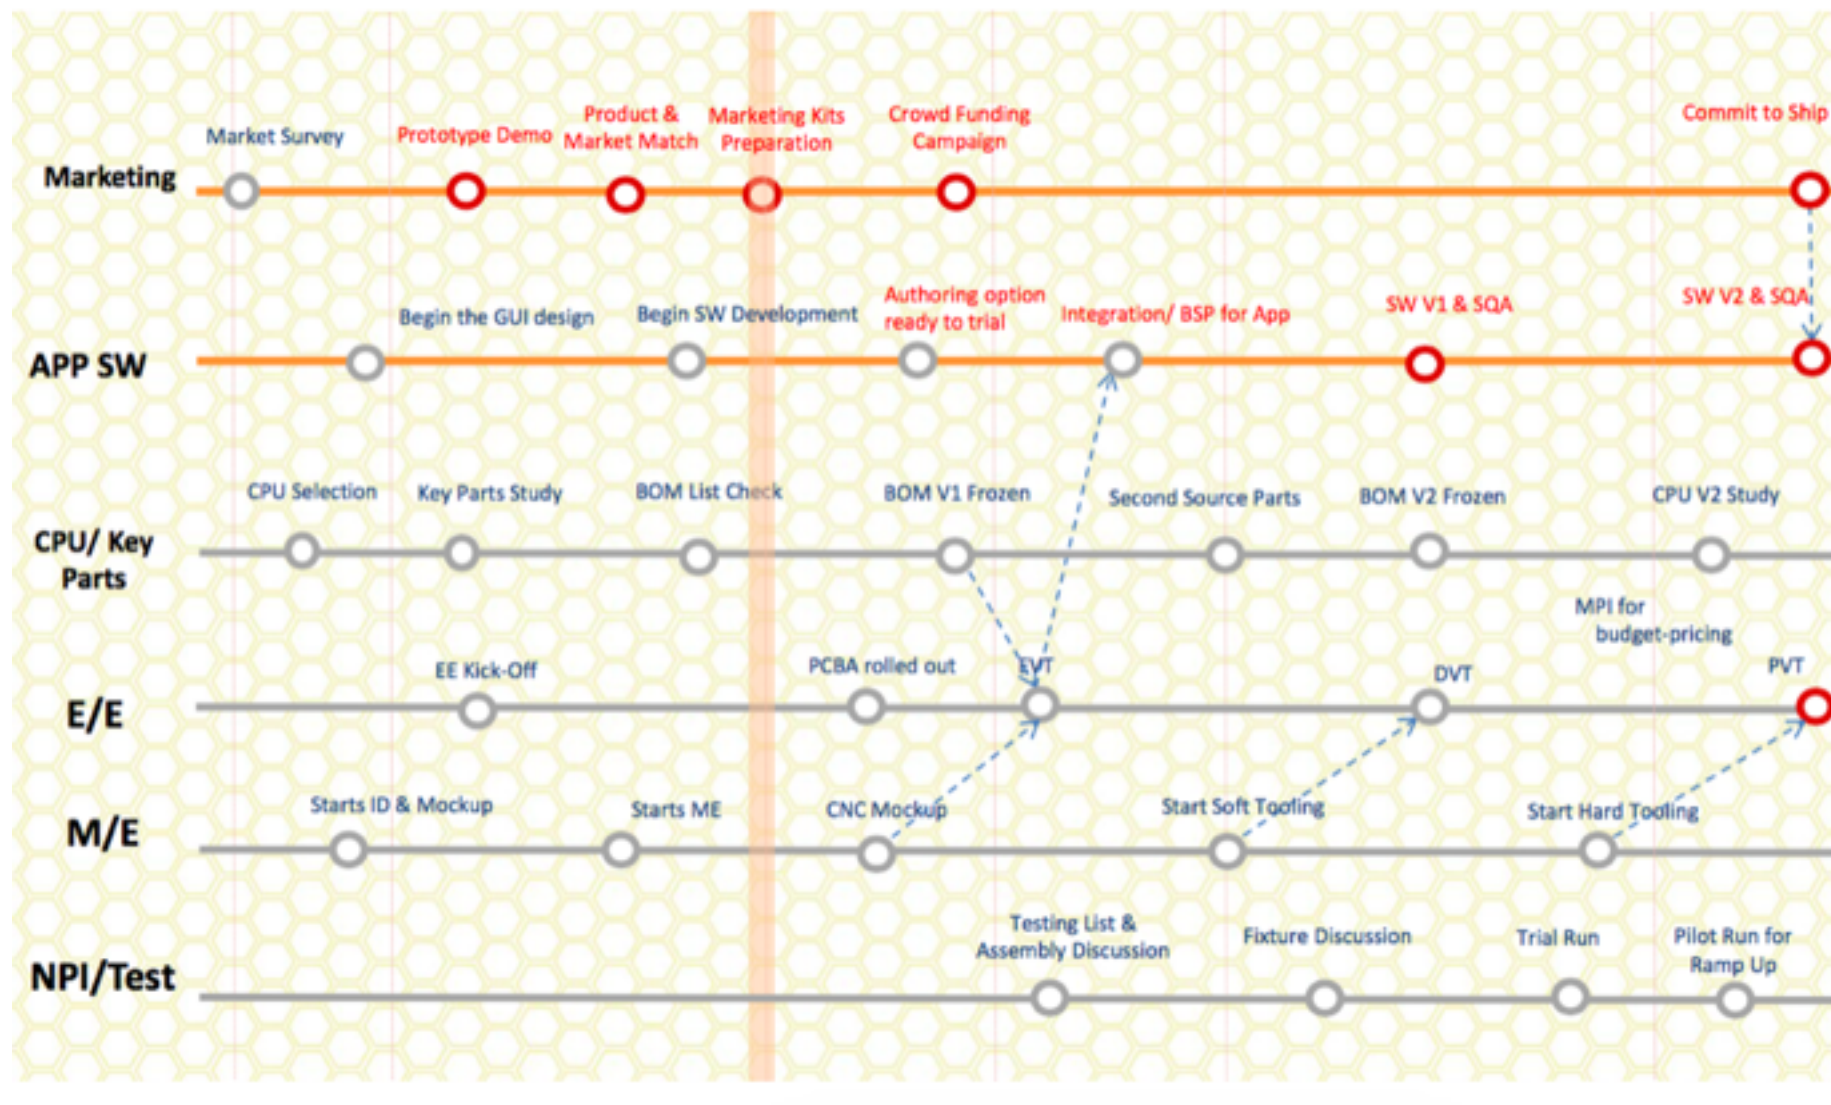 Market Survey
Prototype Demo
Product &
Market Match
Marketing Kits
Preparation
Crowd Funding
Campaign
Commit to Ship
Marketing
Begin the GUI design
Begin SW Development
Authoring option
ready to trial
Integration/ BSP for App
SW V1 & SQA
SW V2 & SQA
APP SW
CPU Selection
Key Parts Study
BOM List Check
BOM V1 Frozen
Second Source Parts
BOM V2 Frozen
CPU V2 Study
CPU/ Key
Parts
MPI for
budget-pricing
EE Kick-Off
PCBA rolled out
EVT
DVT
PVT
E/E
Starts ID & Mockup
Starts ME
CNC Mockup
Start Soft Tooling
Start Hard Tooling
M/E
Testing List &
Assembly Discussion
Fixture Discussion
Trial Run
Pilot Run for
Ramp Up
NPI/Test